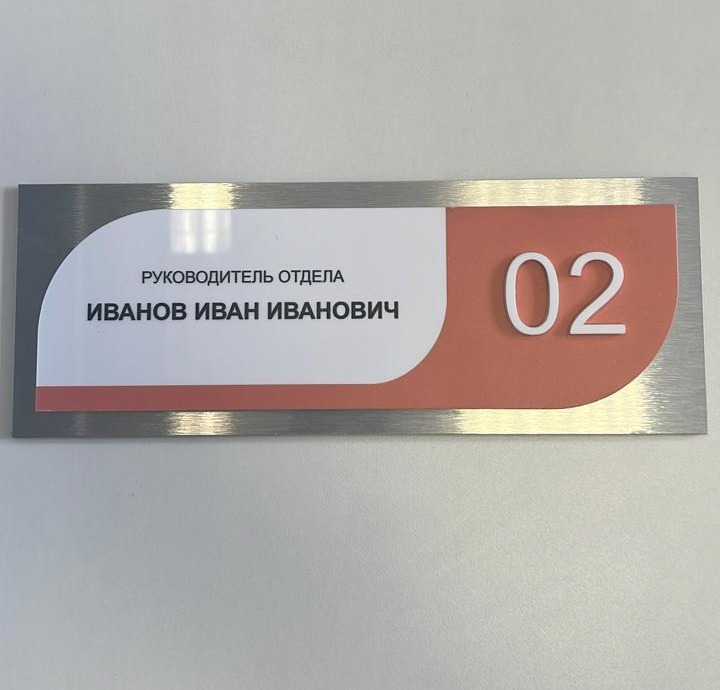 РУКОВОДИТЕЛЬ ОТДЕЛА
ИВАНОВ ИВАН ИВАНОВИЧ
02